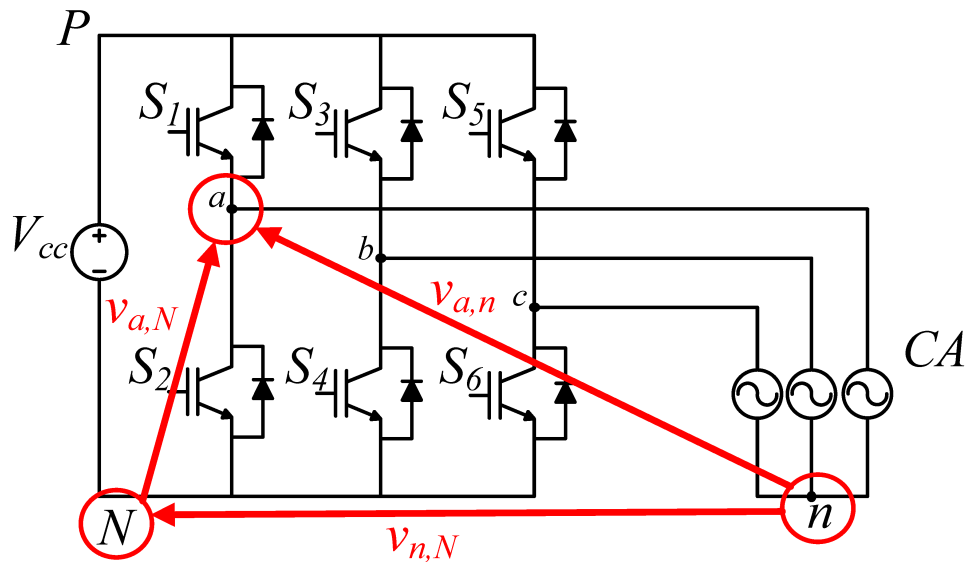 P
S1 S3 S5
a
Vcc
+
−
b
va,N
va,n
c
S2 S4 S6
CA
N
n
vn,N